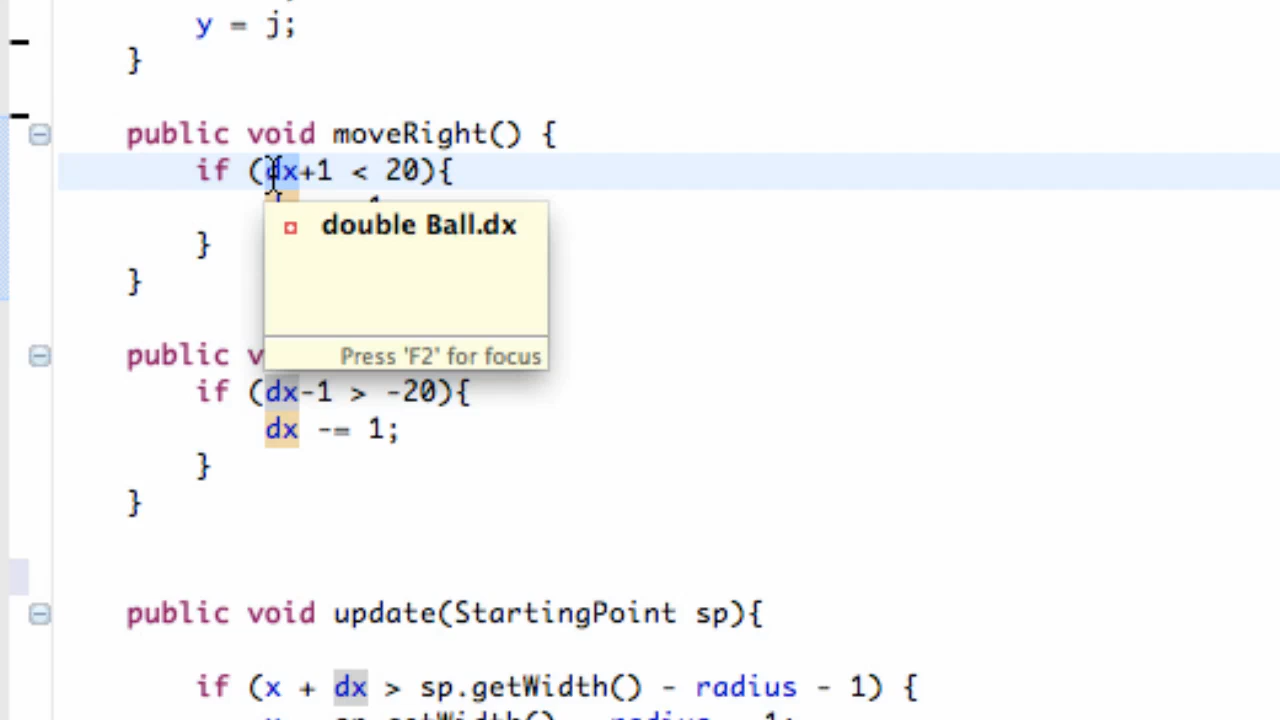 y = j;
}
public void moveRight() {
if (dx+1 < 20){
double Ball.dx
}
}
Press 'F2' for focus
public
if (dx-1 > -20){
dx -= 1;
}
}
public void update(StartingPoint sp){
if (x + dx > sp.getWidth() - radius - 1) {